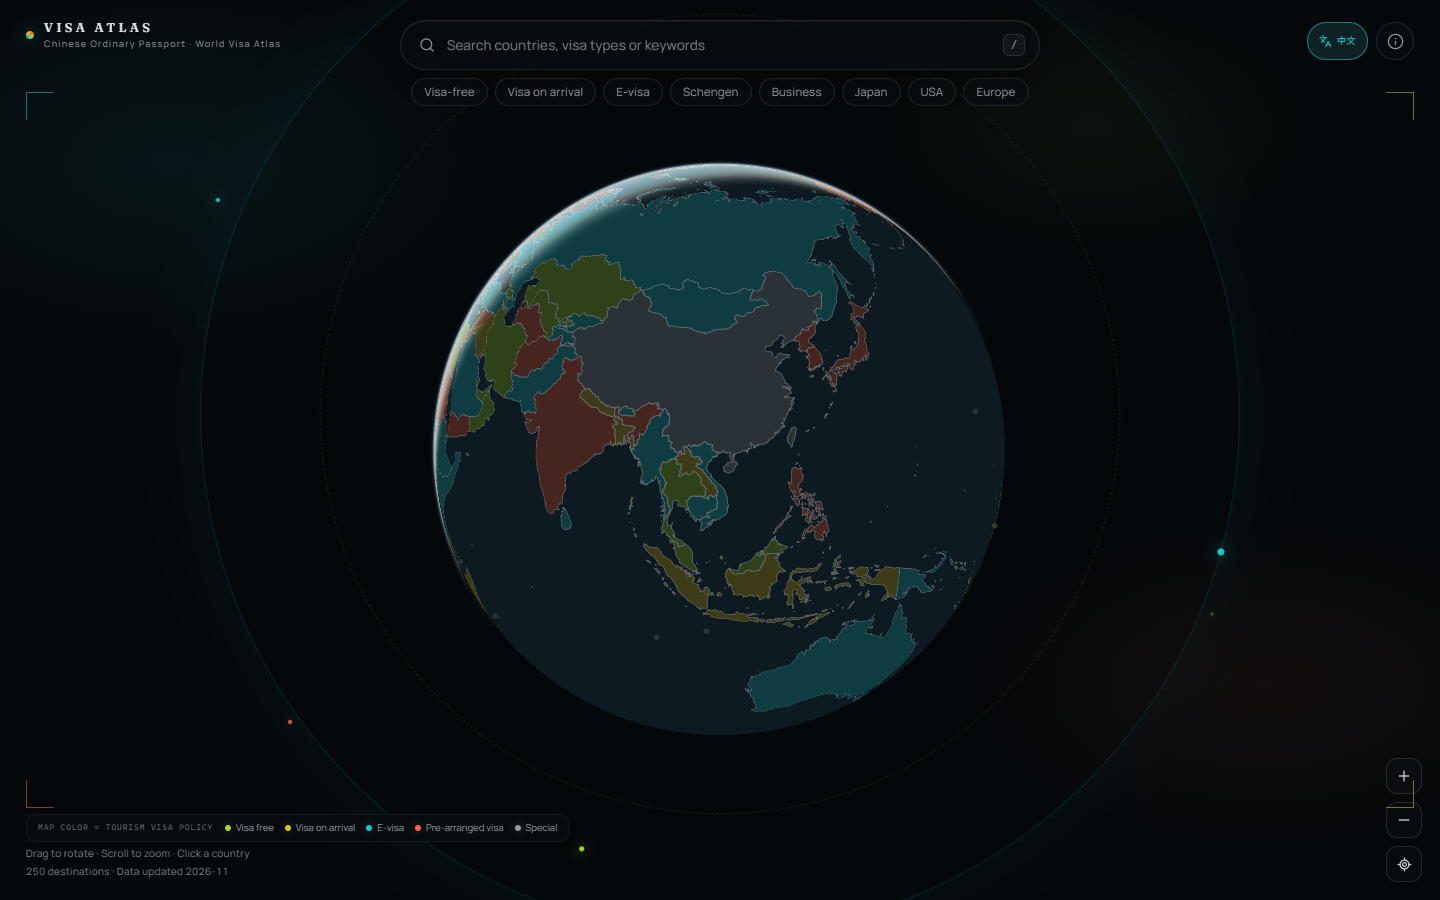 VISA ATLAS
Chinese Ordinary Passport · World Visa Atlas
Search countries, visa types or keywords
/
中文
Visa-free
Visa on arrival
E-visa
Schengen
Business
Japan
USA
Europe
MAP COLOR = TOURISM VISA POLICY
Visa free
Visa on arrival
E-visa
Pre-arranged visa
Special
Drag to rotate · Scroll to zoom · Click a country
250 destinations · Data updated 2026-11